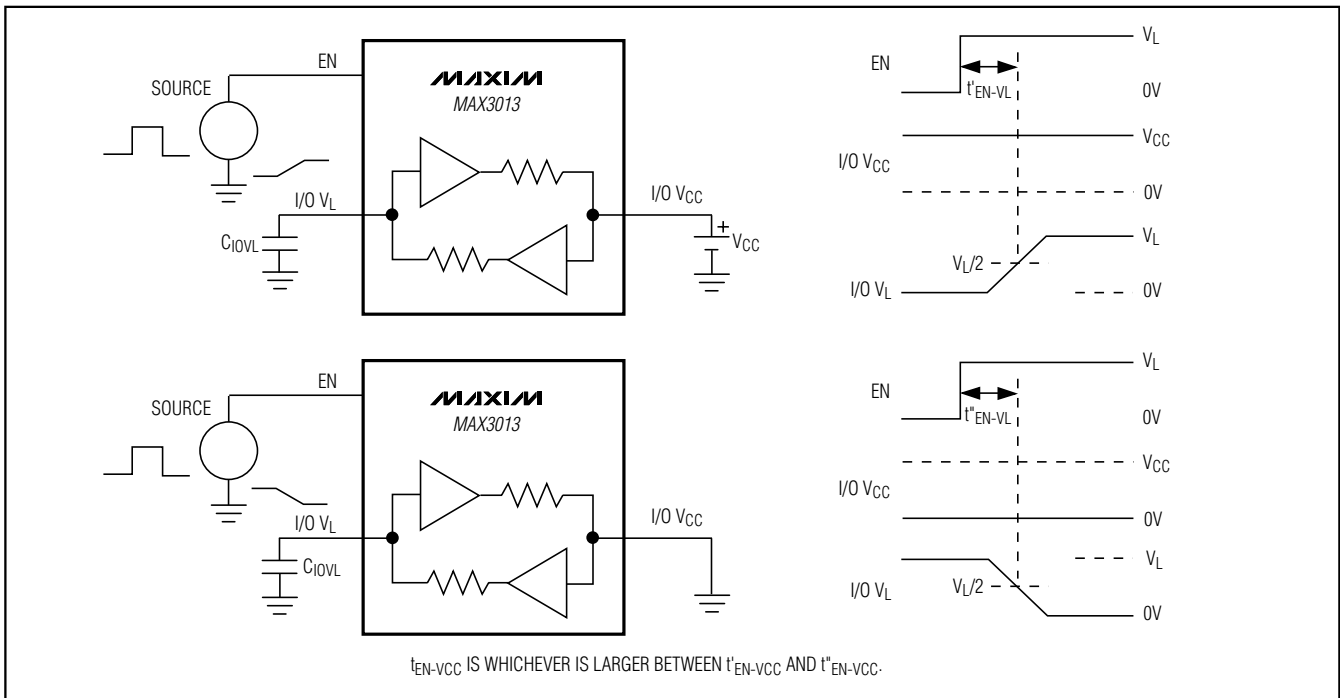 EN
SOURCE
MAXIM
MAX3013
I/O VL
CIOVL
I/O VCC
+
VCC
EN
t'EN-VL
VL
0V
I/O VCC
VCC
0V
VL
VL/2
I/O VL
0V
EN
SOURCE
MAXIM
MAX3013
I/O VL
CIOVL
I/O VCC
EN
t"EN-VL
VL
0V
VCC
I/O VCC
0V
VL
I/O VL
VL/2
0V
tEN-VCC IS WHICHEVER IS LARGER BETWEEN t'EN-VCC AND t"EN-VCC.